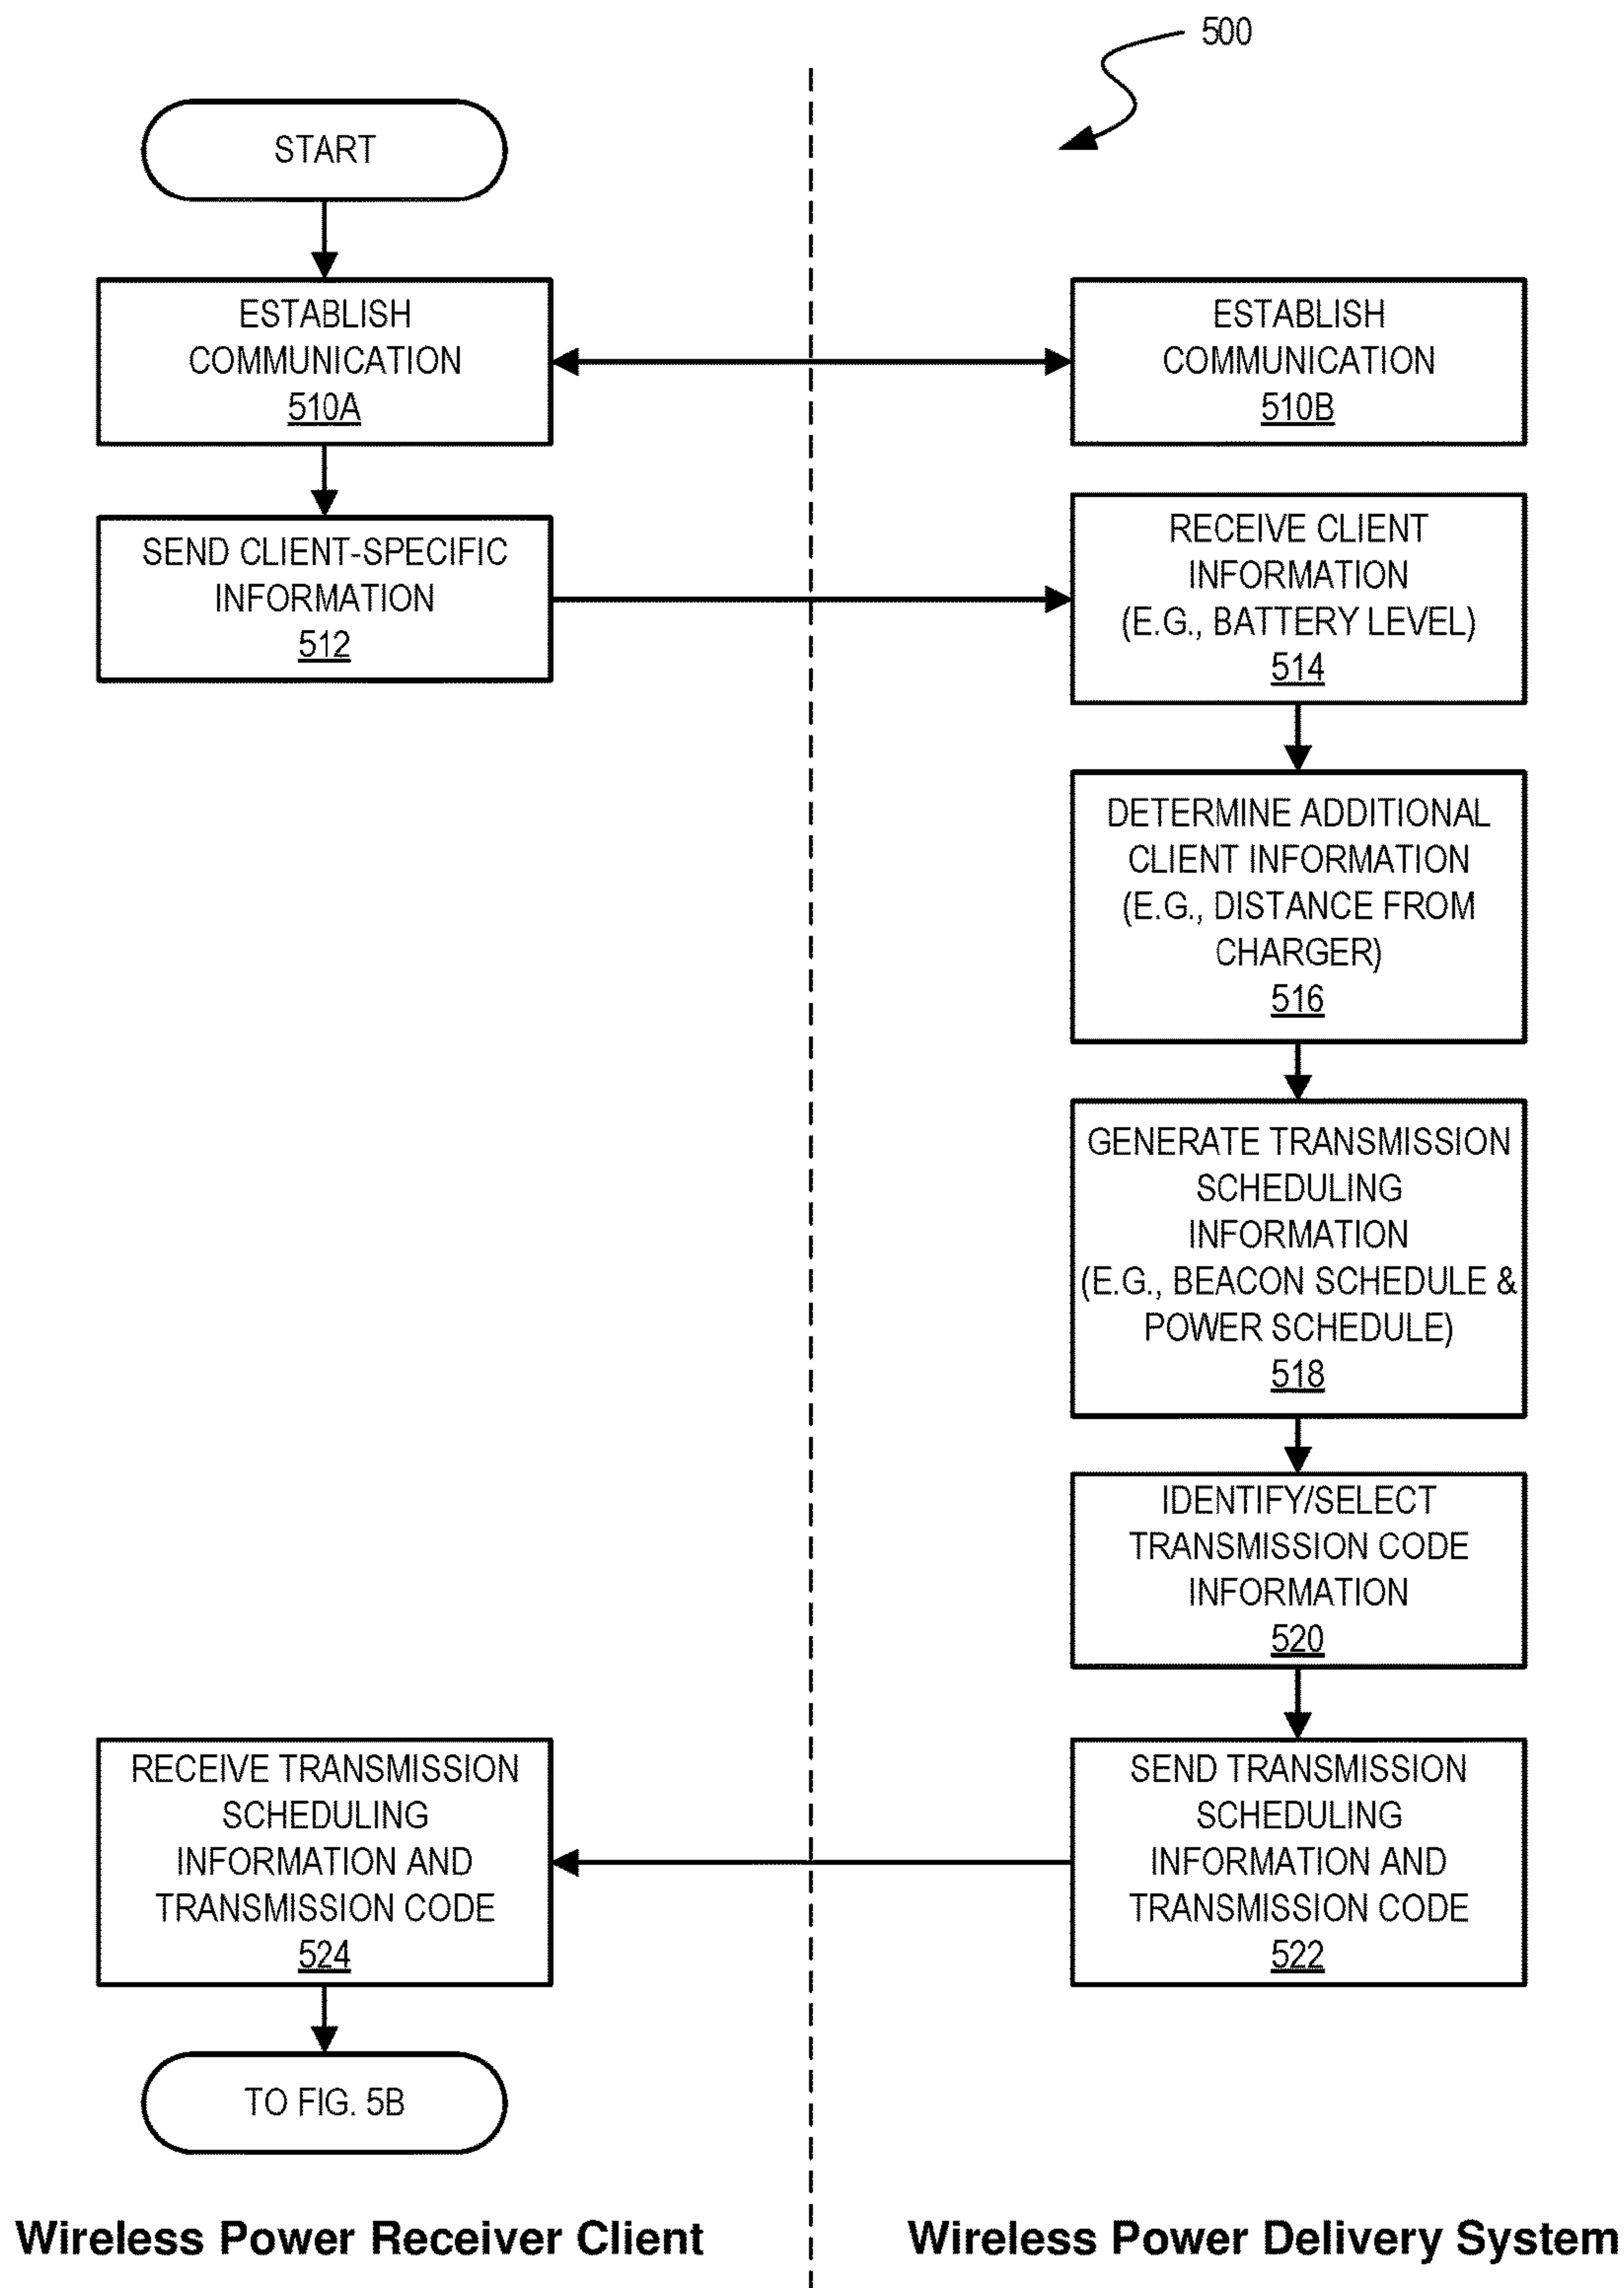 500
START
ESTABLISH
COMMUNICATION
510A
ESTABLISH
COMMUNICATION
510B
SEND CLIENT-SPECIFIC
INFORMATION
512
RECEIVE CLIENT
INFORMATION
(E.G., BATTERY LEVEL)
514
DETERMINE ADDITIONAL
CLIENT INFORMATION
(E.G., DISTANCE FROM
CHARGER)
516
GENERATE TRANSMISSION
SCHEDULING
INFORMATION
(E.G., BEACON SCHEDULE &
POWER SCHEDULE)
518
IDENTIFY/SELECT
TRANSMISSION CODE
INFORMATION
520
SEND TRANSMISSION
SCHEDULING
INFORMATION AND
TRANSMISSION CODE
522
RECEIVE TRANSMISSION
SCHEDULING
INFORMATION AND
TRANSMISSION CODE
524
TO FIG. 5B
Wireless Power Receiver Client
Wireless Power Delivery System